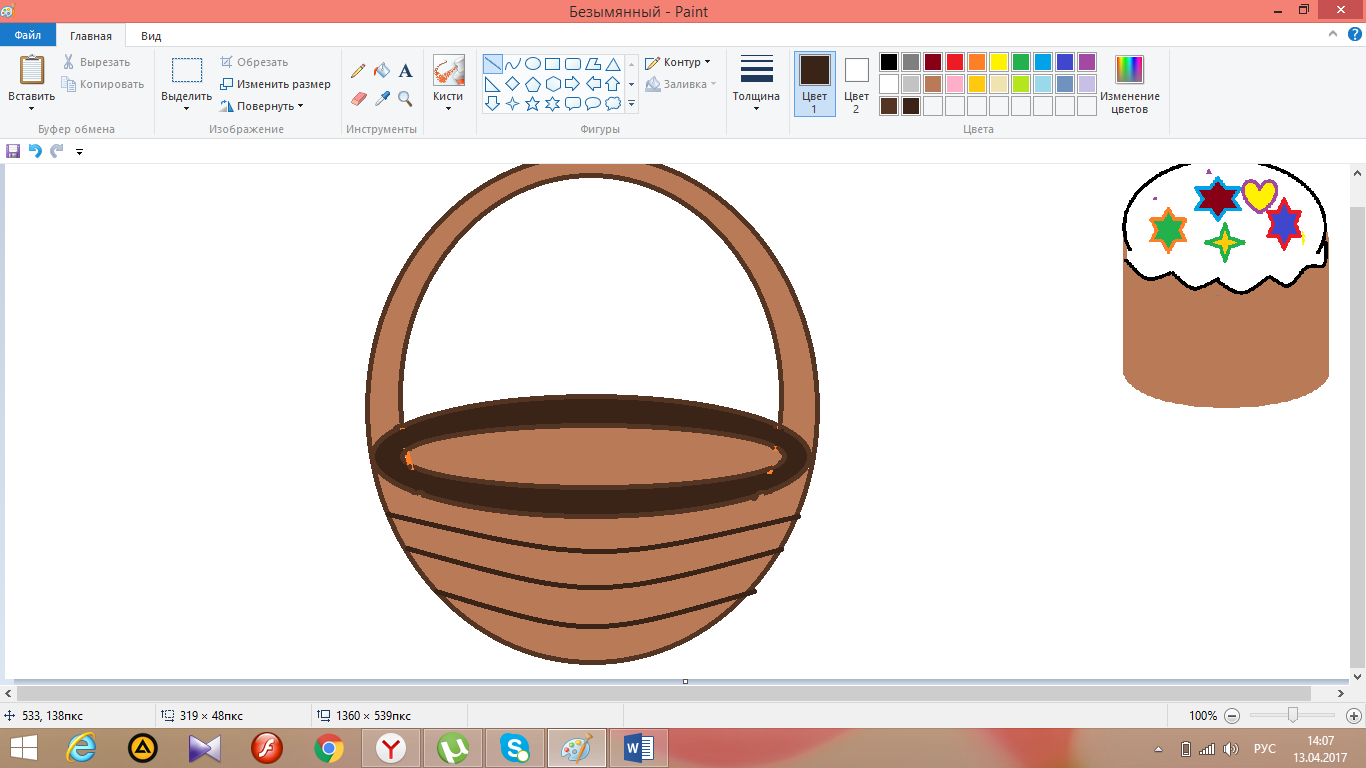 Безымянный - Paint
Файл
Главная
Вид
Вставить
Вырезать
Копировать
Буфер обмена
Выделить
Обрезать
Изменить размер
Повернуть
Изображение
A
Инструменты
Кисти
Контур
Заливка
Фигуры
Толщина
Цвет
1
Цвет
2
Изменение
цветов
Цвета
533, 138пкс
319 × 48пкс
1360 × 539пкс
100%
РУС
14:07
13.04.2017